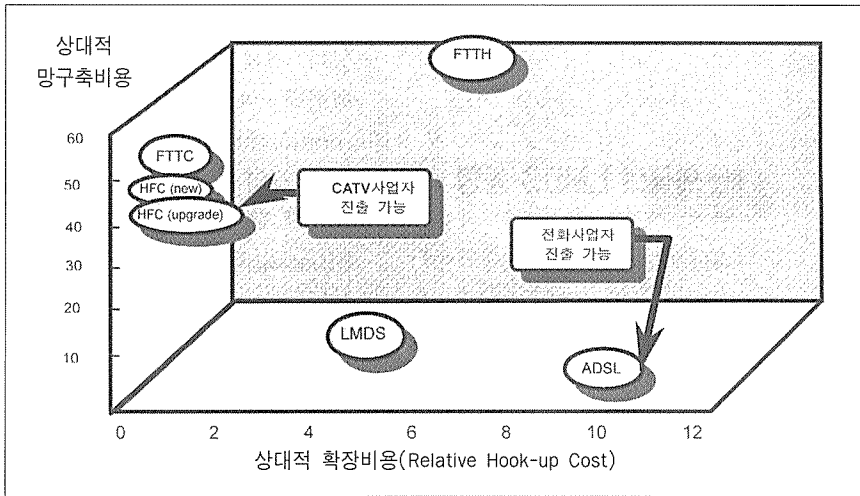 상대적
망구축비용
FTTH
60
50
40
30
20
10
FTTC
HFC (new)
HFC (upgrade)
CATV사업자
진출 가능
전화사업자
진출 가능
LMDS
ADSL
0 2 4 6 8 10 12
상대적 확장비용(Relative Hook-up Cost)